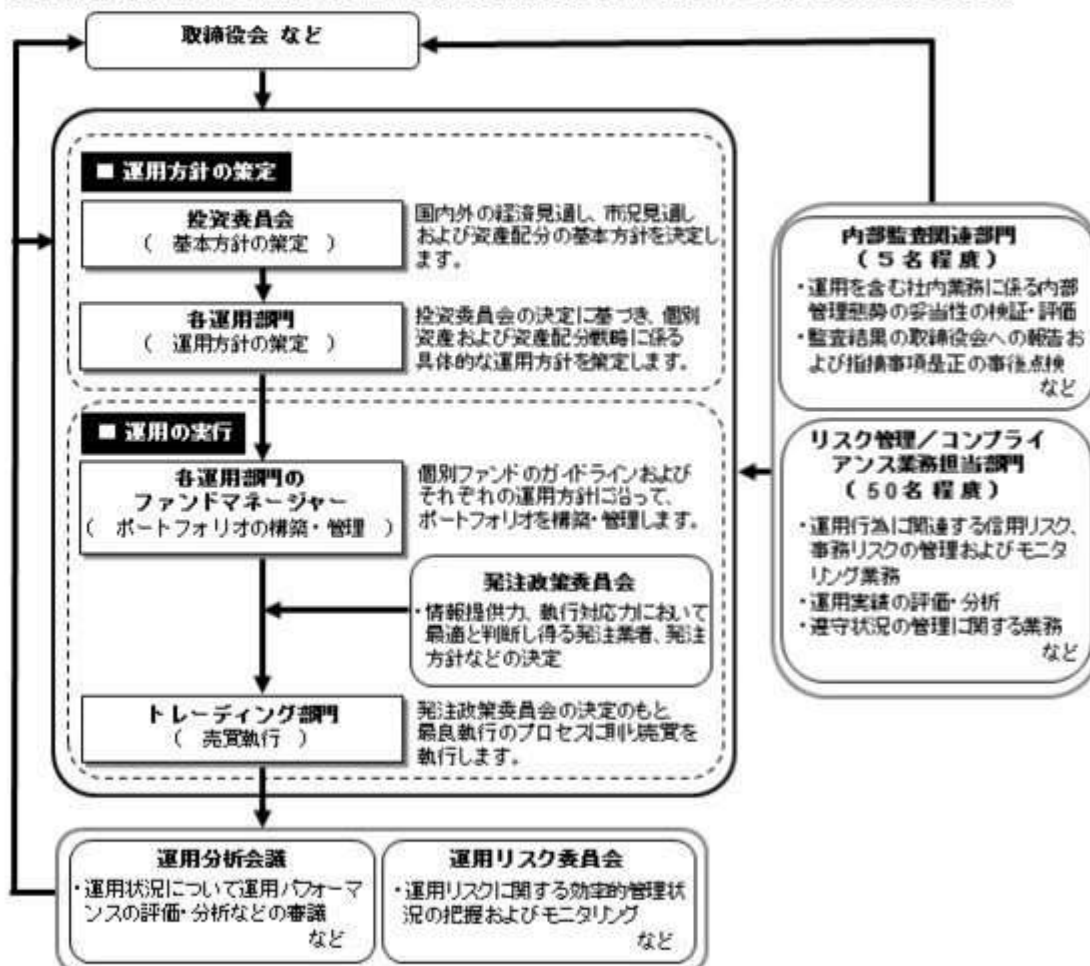 取締役会 など
■ 運用方針の策定
投資委員会
（ 基本方針の策定 ）
国内外の経済見通し、市況見通し
および資産配分の基本方針を決定し
ます。
各運用部門
（ 運用方針の策定 ）
投資委員会の決定に基づき、個別
資産および資産配分戦略に係る
具体的な運用方針を策定します。
■ 運用の実行
各運用部門の
ファンドマネージャー
（ ポートフォリオの構築・管理 ）
個別ファンドのガイドラインおよび
それぞれの運用方針に沿って、
ポートフォリオを構築・管理します。
発注政策委員会
・情報提供力、執行対応力において
最適と判断し得る発注業者、発注
方針などの決定
トレーディング部門
（ 売買執行 ）
発注政策委員会の決定のもと
最良執行のプロセスに則り売買を
執行します。
内部監査関連部門
（５名程度）
・運用を含む社内業務に係る内部
管理態勢の妥当性の検証・評価
・監査結果の取締役会への報告お
よび指摘事項是正の事後点検
など
リスク管理／コンプライ
アンス業務担当部門
（５０名程度）
・運用行為に関連する信用リスク、
事務リスクの管理およびモニタ
リング業務
・運用実績の評価・分析
・遵守状況の管理に関する業務
など
運用分析会議
・運用状況について運用パフォーマ
ンスの評価・分析などの審議
など
運用リスク委員会
・運用リスクに関する効率的管理状
況の把握およびモニタリング
など